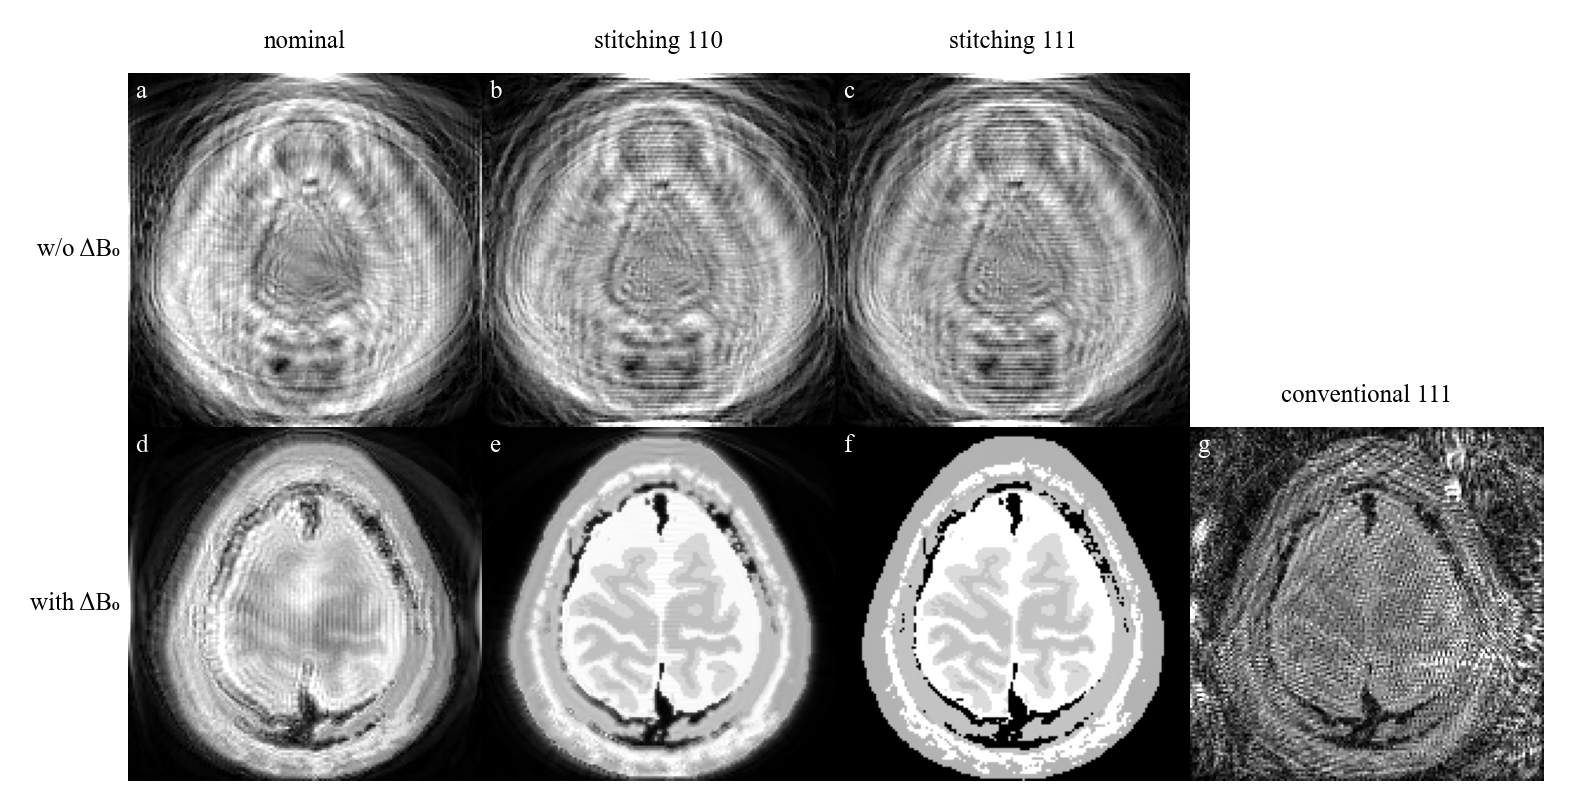 nominal stitching 110 stitching 111
a b c
w/o ΔB₀
conventional 111
d e f g
with ΔB₀